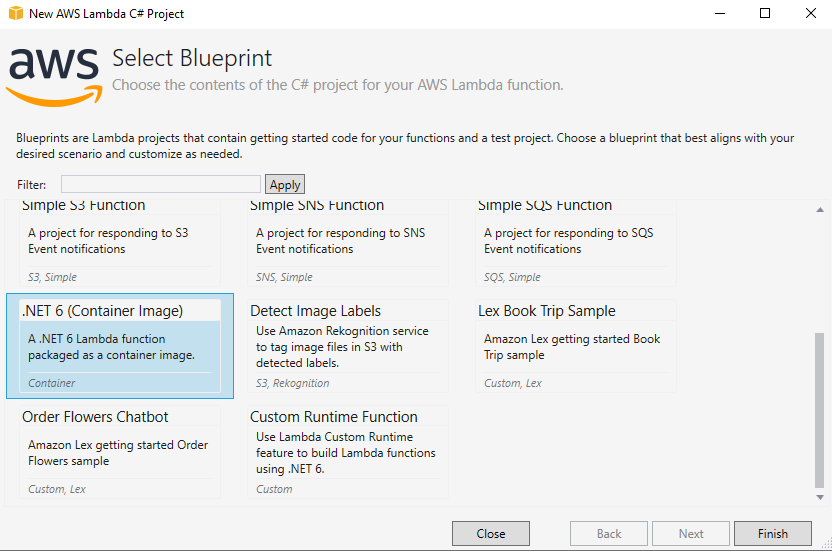 New AWS Lambda C# Project
aws
Select Blueprint
Choose the contents of the C# project for your AWS Lambda function.
Blueprints are Lambda projects that contain getting started code for your functions and a test project. Choose a blueprint that best aligns with your
desired scenario and customize as needed.
Filter:
Apply
Simple S3 Function
A project for responding to S3
Event notifications
S3, Simple
Simple SNS Function
A project for responding to SNS
Event notifications
SNS, Simple
Simple SQS Function
A project for responding to SQS
Event notifications
SQS, Simple
.NET 6 (Container Image)
A .NET 6 Lambda function
packaged as a container image.
Container
Detect Image Labels
Use Amazon Rekognition service
to tag image files in S3 with
detected labels.
S3, Rekognition
Lex Book Trip Sample
Amazon Lex getting started Book
Trip sample
Custom, Lex
Order Flowers Chatbot
Amazon Lex getting started Order
Flowers sample
Custom, Lex
Custom Runtime Function
Use Lambda Custom Runtime
feature to build Lambda functions
using .NET 6.
Custom
Close
Back
Next
Finish